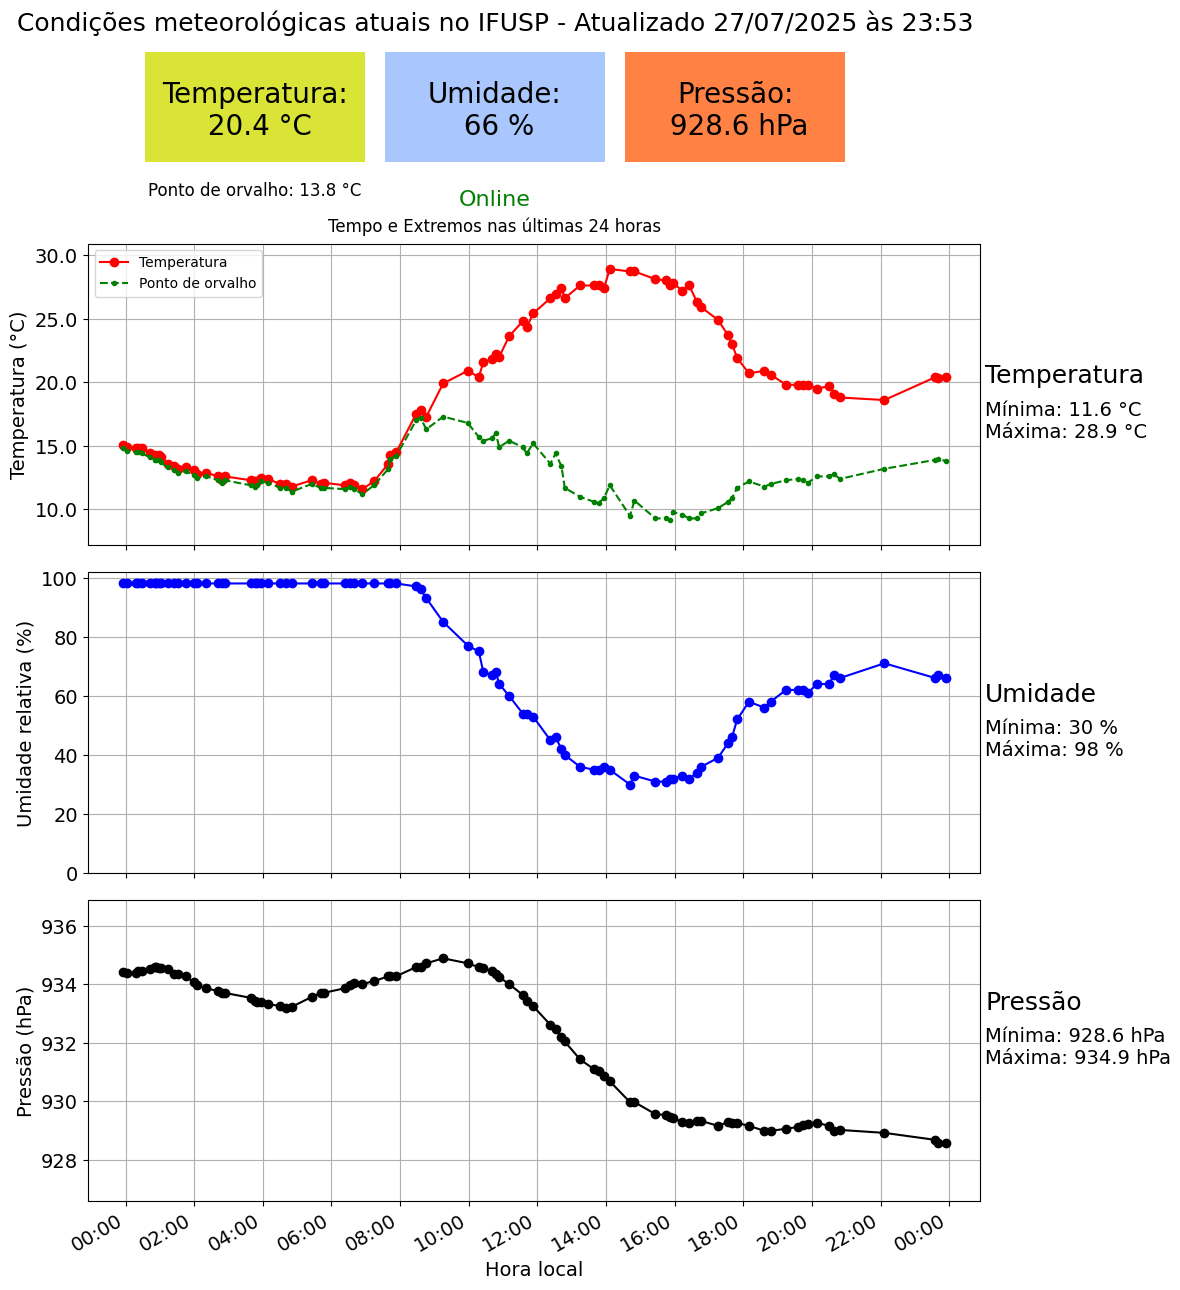 Condições meteorológicas atuais no IFUSP - Atualizado 27/07/2025 às 23:53
Temperatura:
20.4 °C
Umidade:
66 %
Pressão:
928.6 hPa
Ponto de orvalho: 13.8 °C
Online
Tempo e Extremos nas últimas 24 horas
Temperatura (°C)
30.0
25.0
20.0
15.0
10.0
Temperatura
Ponto de orvalho
Temperatura
Mínima: 11.6 °C
Máxima: 28.9 °C
Umidade relativa (%)
100
80
60
40
20
0
Umidade
Mínima: 30 %
Máxima: 98 %
Pressão (hPa)
936
934
932
930
928
Pressão
Mínima: 928.6 hPa
Máxima: 934.9 hPa
00:00 02:00 04:00 06:00 08:00 10:00 12:00 14:00 16:00 18:00 20:00 22:00 00:00
Hora local